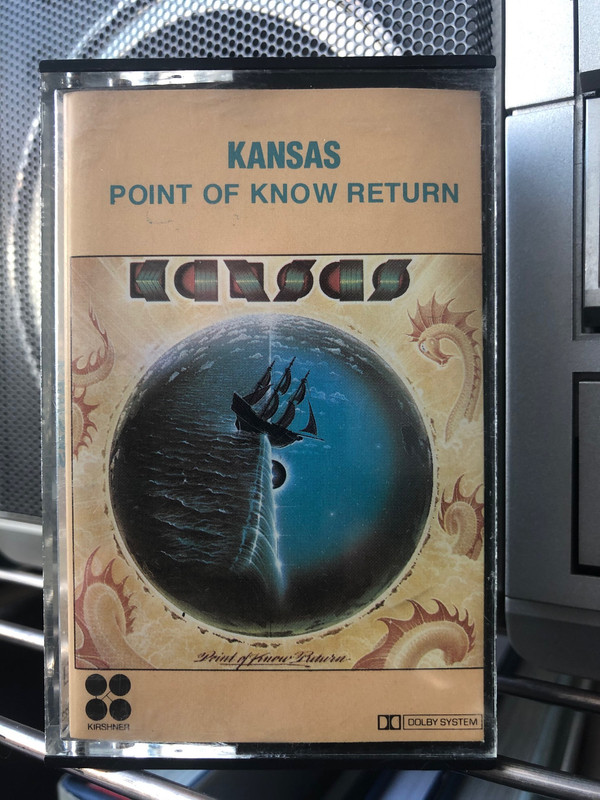 KANSAS
POINT OF KNOW RETURN
KANSAS
Point of Know Return
KIRSHNER
DOLBY SYSTEM